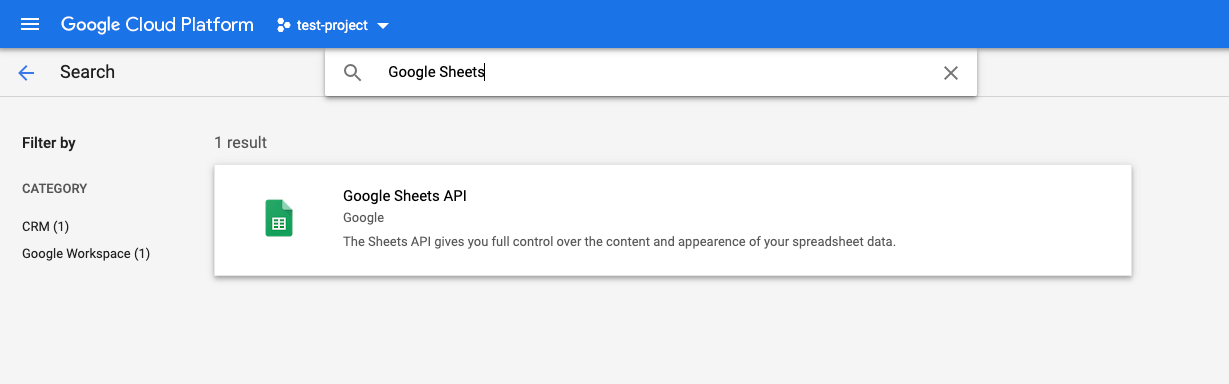 Google Cloud Platform
test-project
Search
Google Sheets
Filter by
1 result
CATEGORY
CRM (1)
Google Workspace (1)
Google Sheets API
Google
The Sheets API gives you full control over the content and appearence of your spreadsheet data.